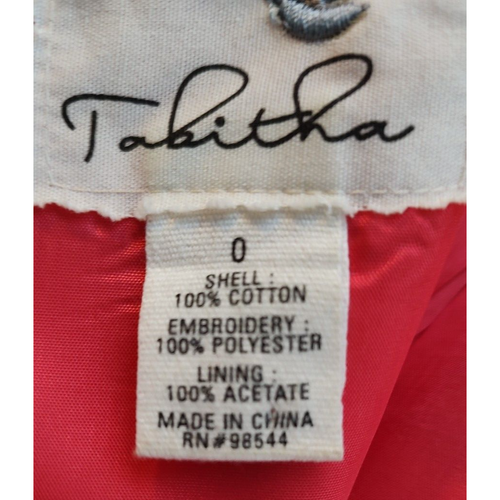 Tabitha
0
SHELL :
100% COTTON
EMBROIDERY :
100% POLYESTER
LINING :
100% ACETATE
MADE IN CHINA
RN#98544